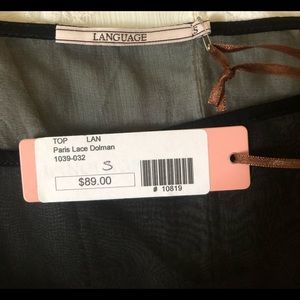 LANGUAGE
S
TOP LAN
Paris Lace Dolman
1039-032
S
$89.00
# 10819